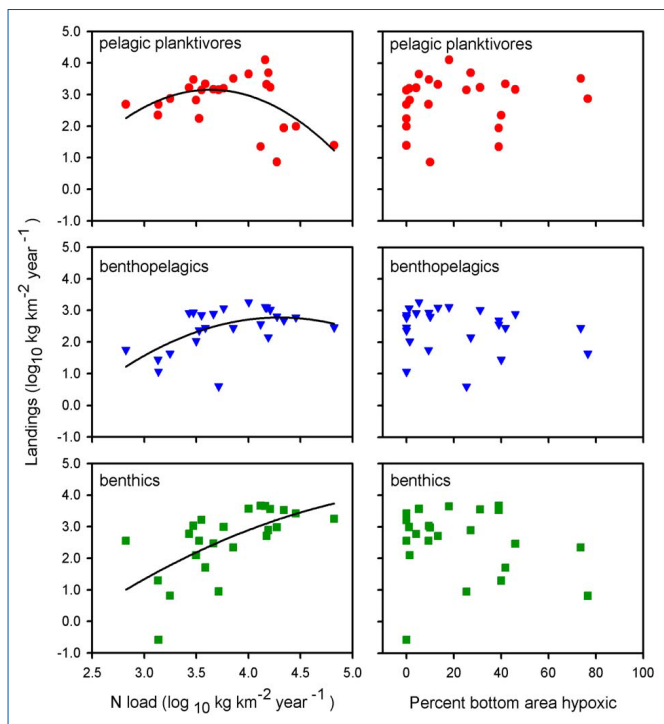 pelagic planktivores
pelagic planktivores
5.0
4.0
3.0
2.0
1.0
0.0
-1.0
benthopelagics
benthopelagics
5.0
4.0
3.0
2.0
1.0
0.0
-1.0
benthics
benthics
5.0
4.0
3.0
2.0
1.0
0.0
-1.0
Landings (log10 kg km-2 year -1)
2.5 3.0 3.5 4.0 4.5 5.0
0 20 40 60 80 100
N load (log 10 kg km-2 year -1)
Percent bottom area hypoxic